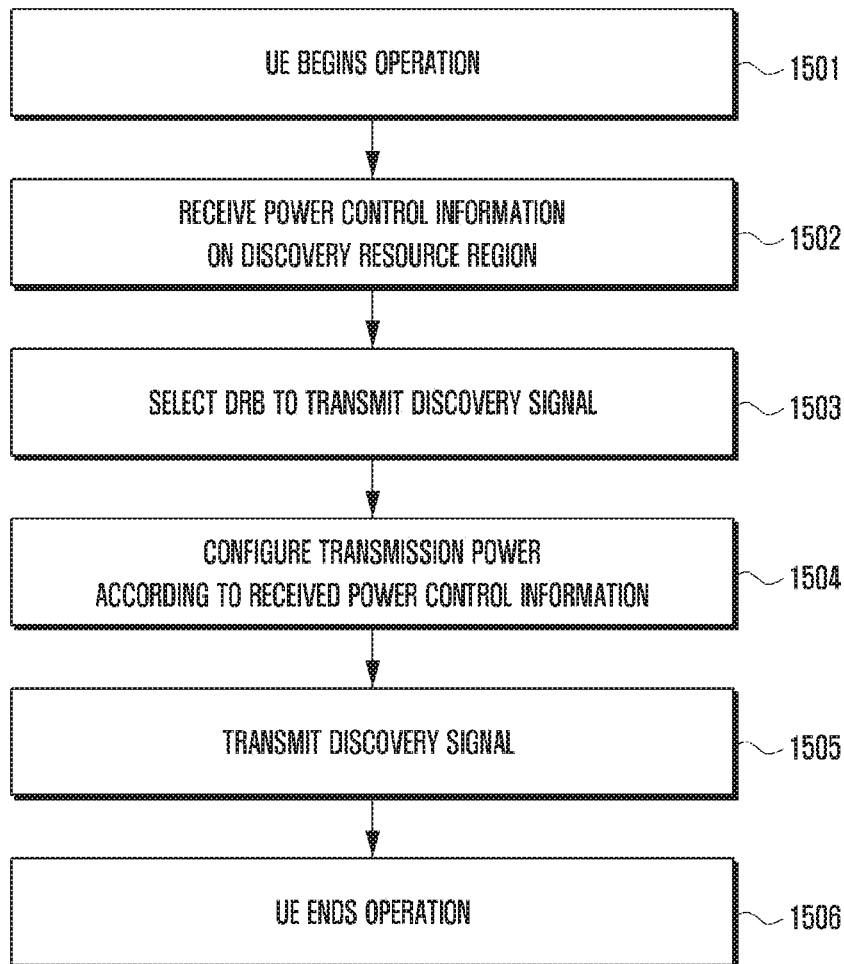 UE BEGINS OPERATION
1501
RECEIVE POWER CONTROL INFORMATION
ON DISCOVERY RESOURCE REGION
1502
SELECT DRB TO TRANSMIT DISCOVERY SIGNAL
1503
CONFIGURE TRANSMISSION POWER
ACCORDING TO RECEIVED POWER CONTROL INFORMATION
1504
TRANSMIT DISCOVERY SIGNAL
1505
UE ENDS OPERATION
1506